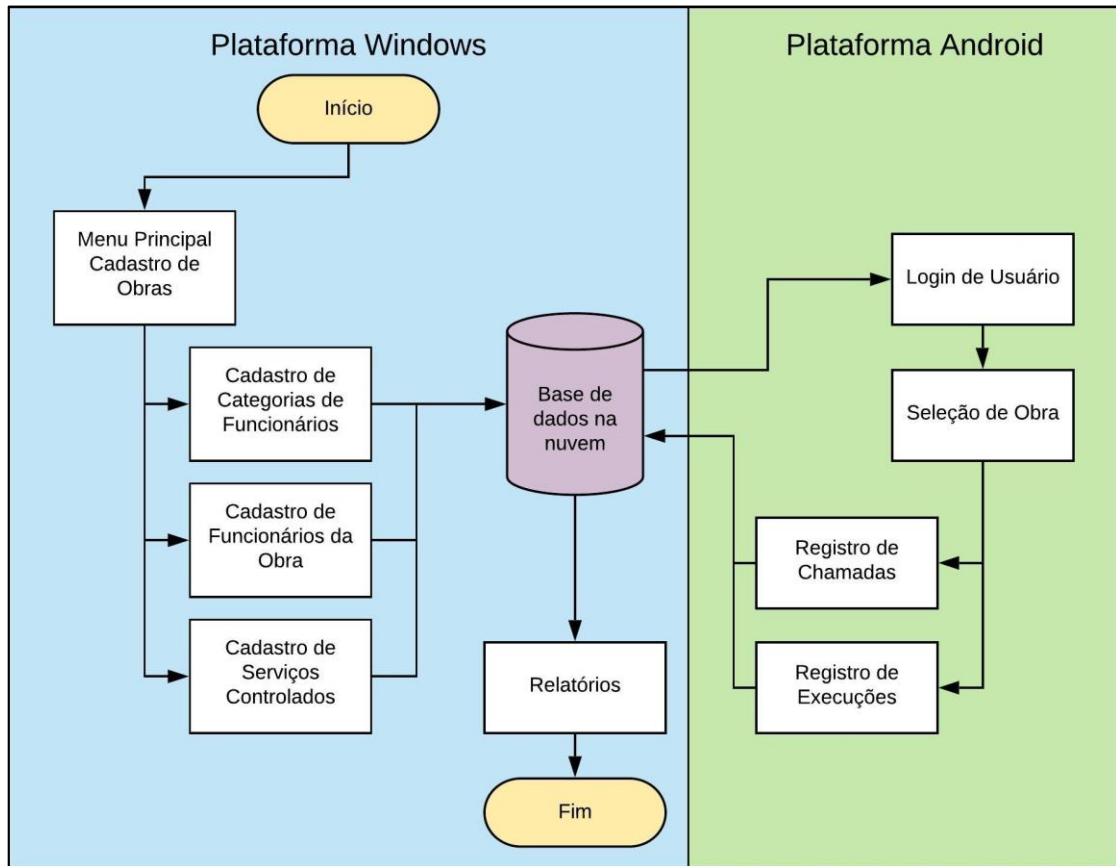 Plataforma Windows
Plataforma Android
Início
Menu Principal
Cadastro de
Obras
Login de Usuário
Cadastro de
Categorias de
Funcionários
Base de
dados na
nuvem
Seleção de Obra
Cadastro de
Funcionários da
Obra
Registro de
Chamadas
Cadastro de
Serviços
Controlados
Relatórios
Registro de
Execuções
Fim